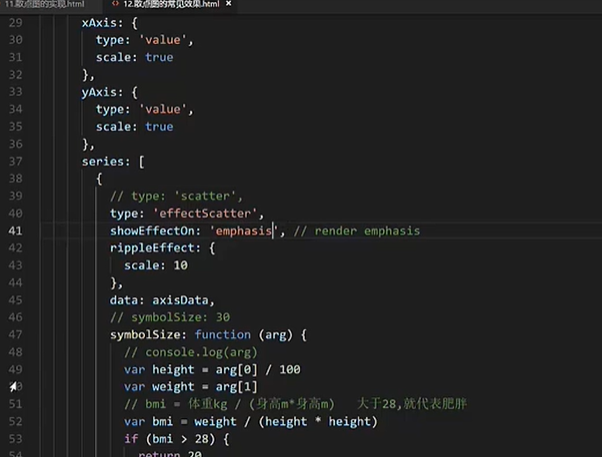 11.散点图的实现.html
12.散点图的常见效果.html ×
29 xAxis: {
30 type: 'value',
31 scale: true
32 },
33 yAxis: {
34 type: 'value',
35 scale: true
36 },
37 series: [
38 {
39 // type: 'scatter',
40 type: 'effectScatter',
41 showEffectOn: 'emphasis', // render emphasis
42 rippleEffect: {
43 scale: 10
44 },
45 data: axisData,
46 // symbolSize: 30
47 symbolSize: function (arg) {
48 // console.log(arg)
49 var height = arg[0] / 100
var weight = arg[1]
51 // bmi = 体重kg / (身高m*身高m) 大于28,就代表肥胖
52 var bmi = weight / (height * height)
53 if (bmi > 28) {
54 return 20